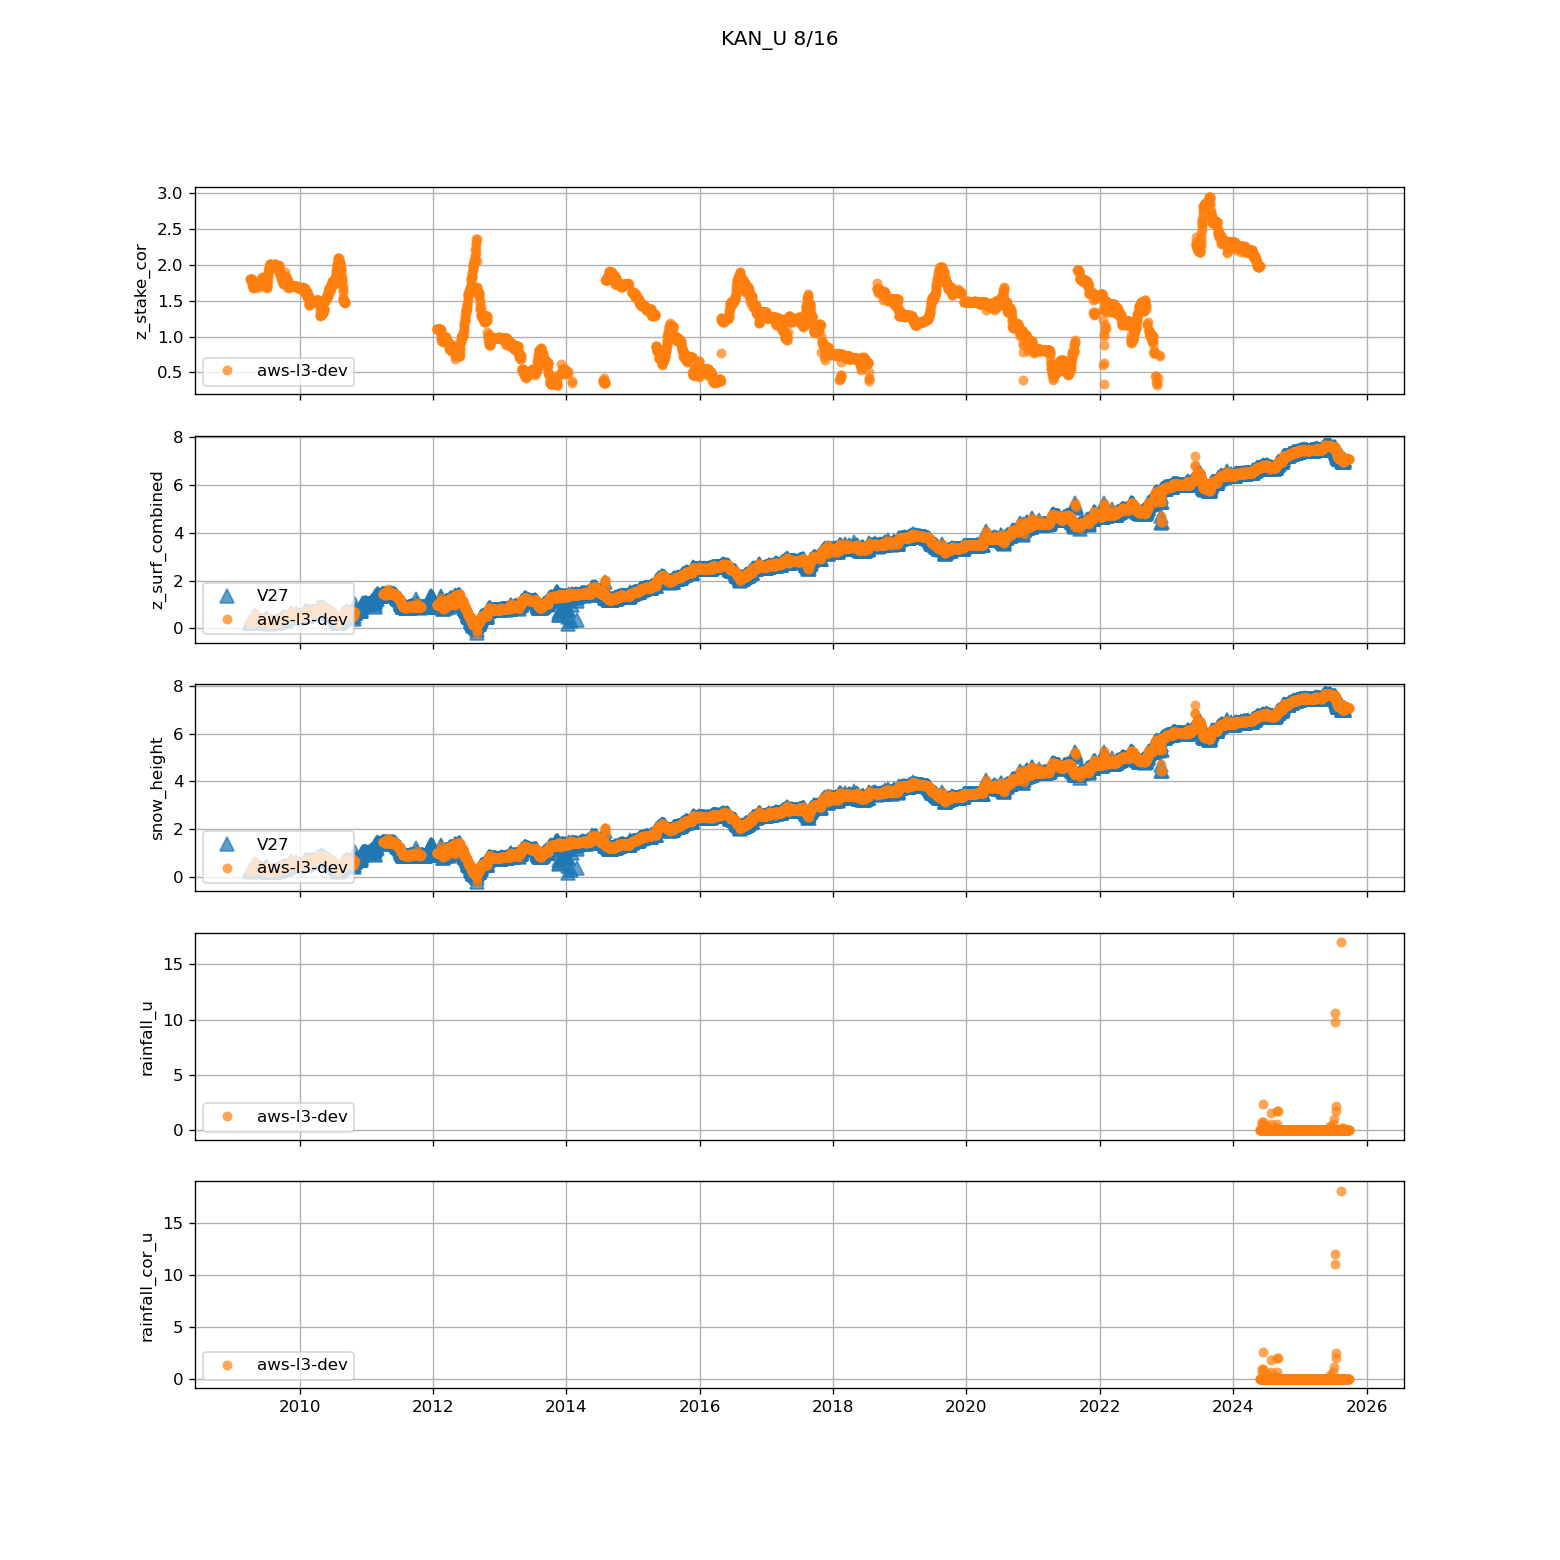 KAN_U 8/16
z_stake_cor
3.0
2.5
2.0
1.5
1.0
0.5
aws-l3-dev
z_surf_combined
8
6
4
2
0
V27
aws-l3-dev
snow_height
8
6
4
2
0
V27
aws-l3-dev
rainfall_u
15
10
5
0
aws-l3-dev
rainfall_cor_u
15
10
5
0
aws-l3-dev
2010 2012 2014 2016 2018 2020 2022 2024 2026